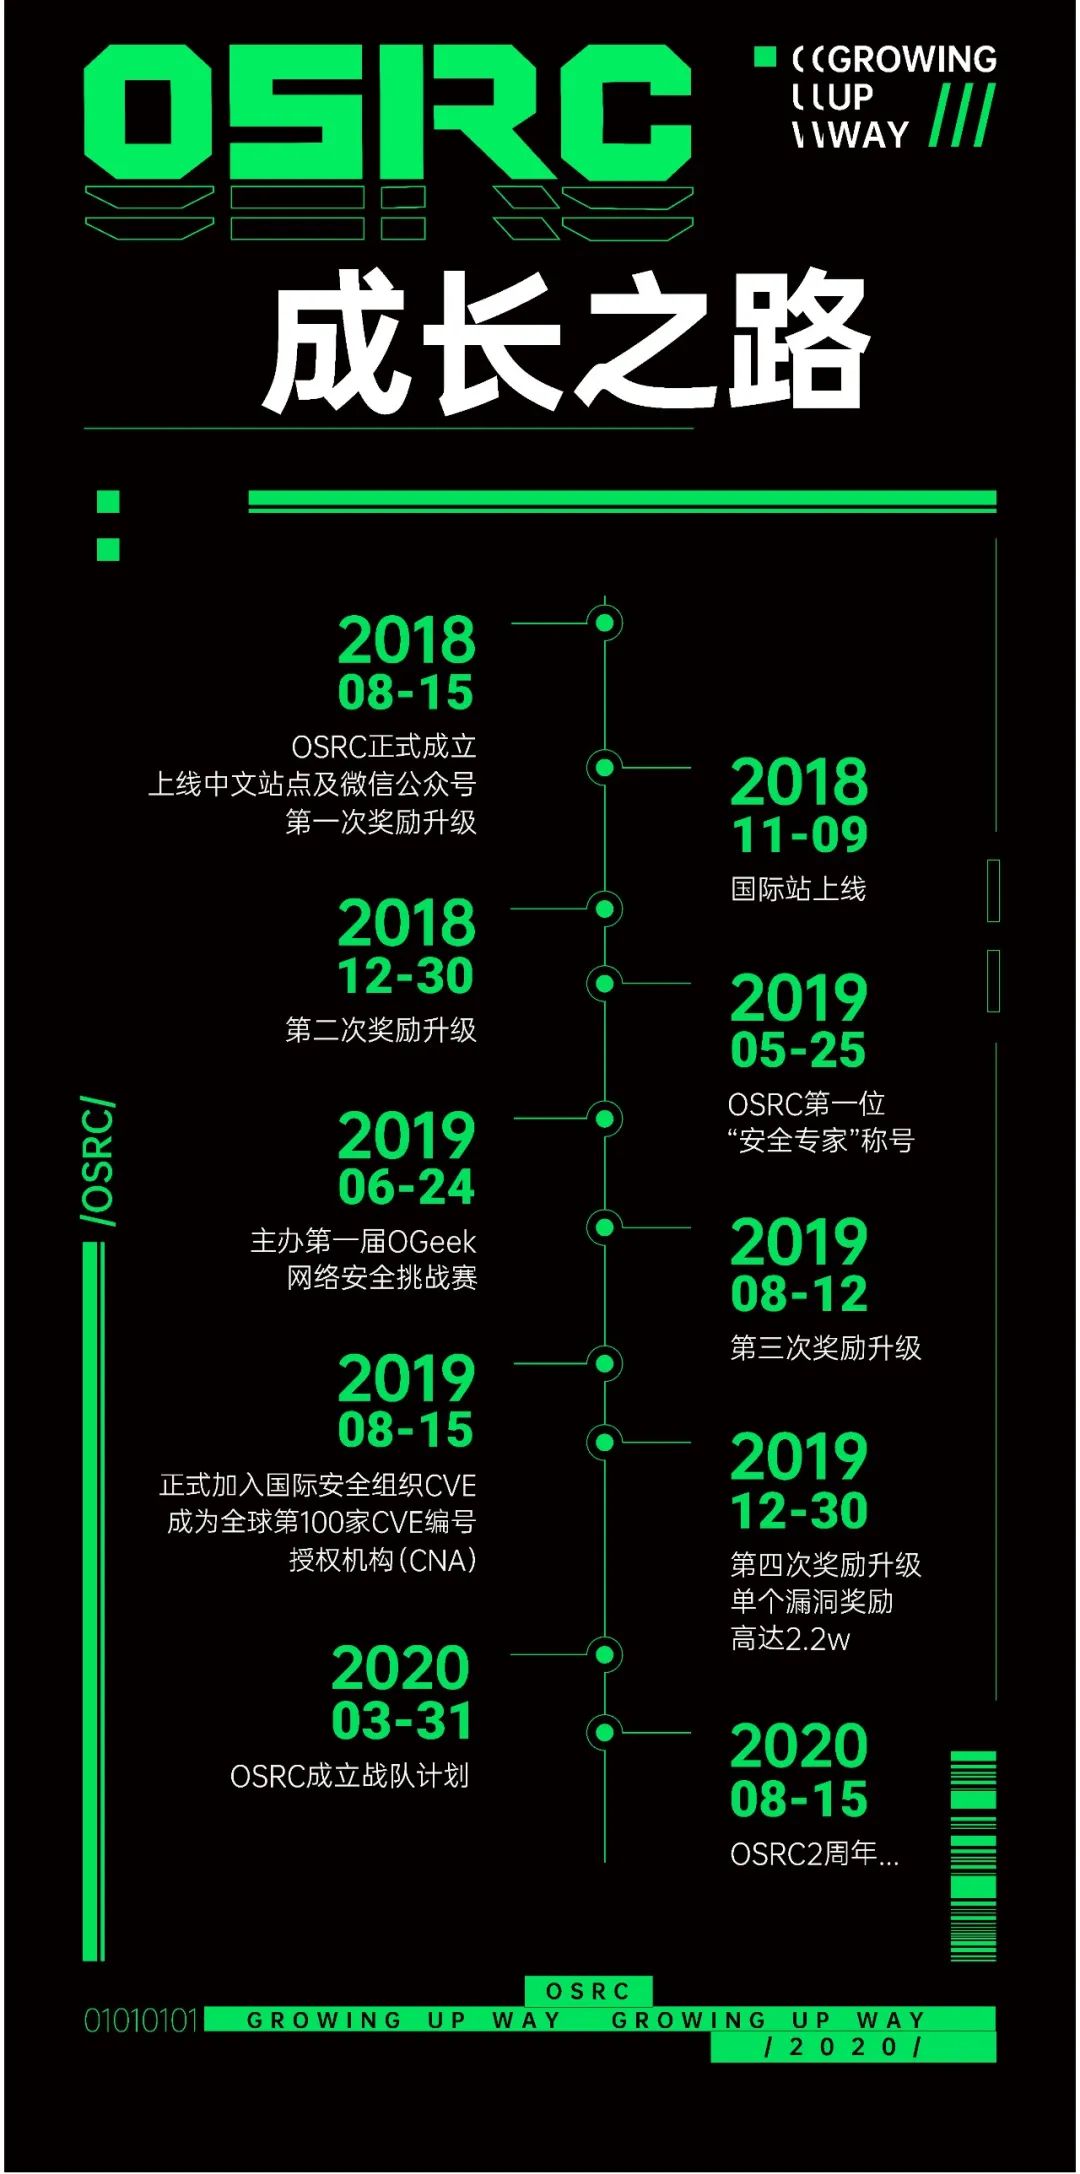 OSRC
GROWING
UP
WAY
成长之路
2018
08-15
OSRC正式成立
上线中文站点及微信公众号
第一次奖励升级
2018
11-09
国际站上线
2018
12-30
第二次奖励升级
2019
05-25
OSRC第一位
“安全专家”称号
2019
06-24
主办第一届OGeek
网络安全挑战赛
2019
08-12
第三次奖励升级
2019
08-15
正式加入国际安全组织CVE
成为全球第100家CVE编号
授权机构(CNA)
2019
12-30
第四次奖励升级
单个漏洞奖励
高达2.2w
2020
03-31
OSRC成立战队计划
2020
08-15
OSRC2周年...
/OSRC/
OSRC
01010101 GROWING UP WAY GROWING UP WAY
/2020/